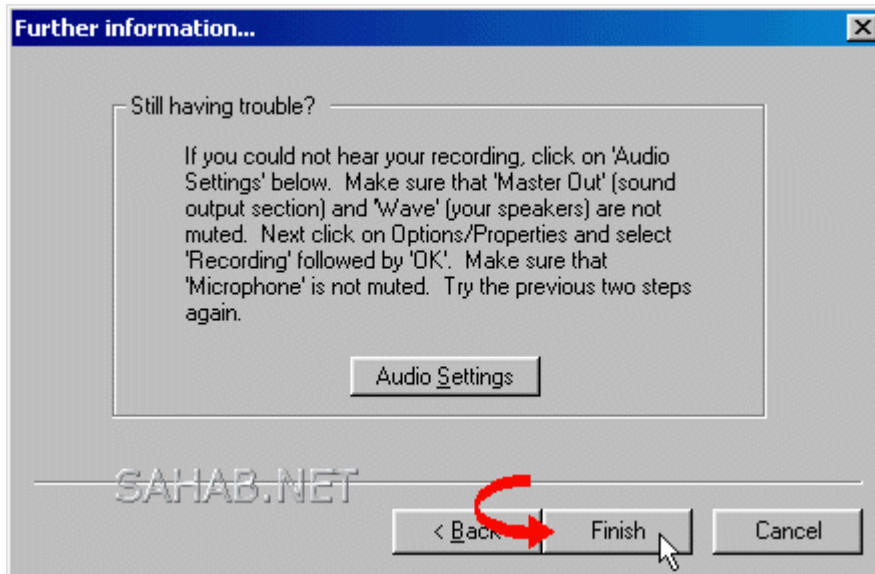 Further information...
Still having trouble?
If you could not hear your recording, click on 'Audio
Settings' below. Make sure that 'Master Out' (sound
output section) and 'Wave' (your speakers) are not
muted. Next click on Options/Properties and select
'Recording' followed by 'OK'. Make sure that
'Microphone' is not muted. Try the previous two steps
again.
Audio Settings
SAHAB.NET
< Back
Finish
Cancel